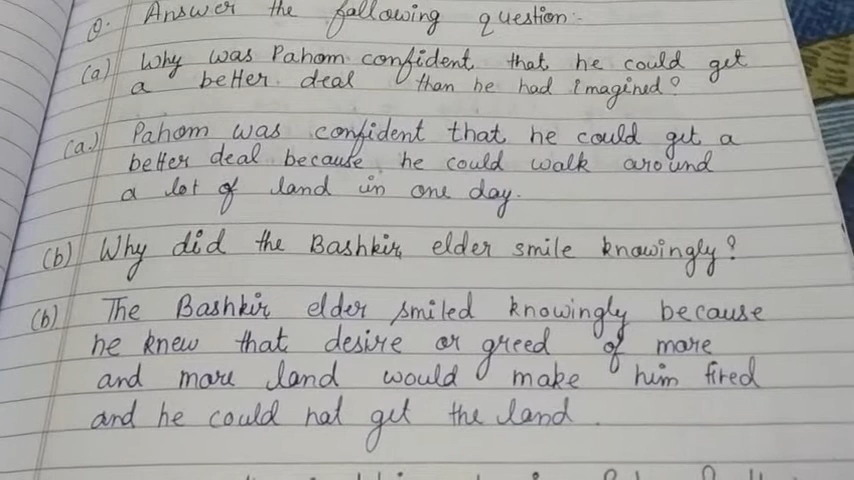 Q. Answer the following question:-
(a) Why was Pahom confident that he could get
a better deal than he had imagined?
(a.) Pahom was confident that he could get a
better deal because he could walk around
a lot of land in one day.
(b) Why did the Bashkir elder smile knowingly?
(b) The Bashkir elder smiled knowingly because
he knew that desire or greed of more
and more land would make him tired
and he could not get the land.